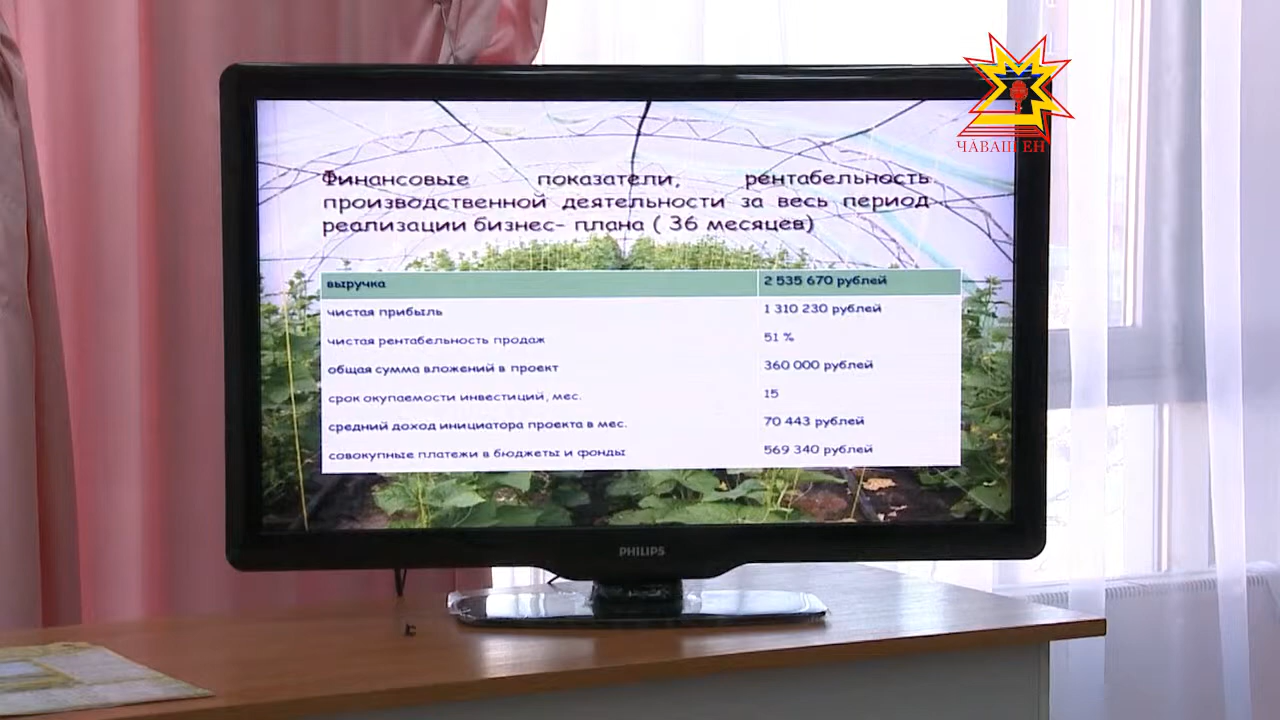 ЧӐВАШ ЕН
Финансовые показатели, рентабельность
производственной деятельности за весь период
реализации бизнес- плана ( 36 месяцев)
выручка 2 535 670 рублей
чистая прибыль 1 310 230 рублей
чистая рентабельность продаж 51 %
общая сумма вложений в проект 360 000 рублей
срок окупаемости инвестиций, мес. 15
средний доход инициатора проекта в мес. 70 443 рублей
совокупные платежи в бюджеты и фонды 569 340 рублей
PHILIPS